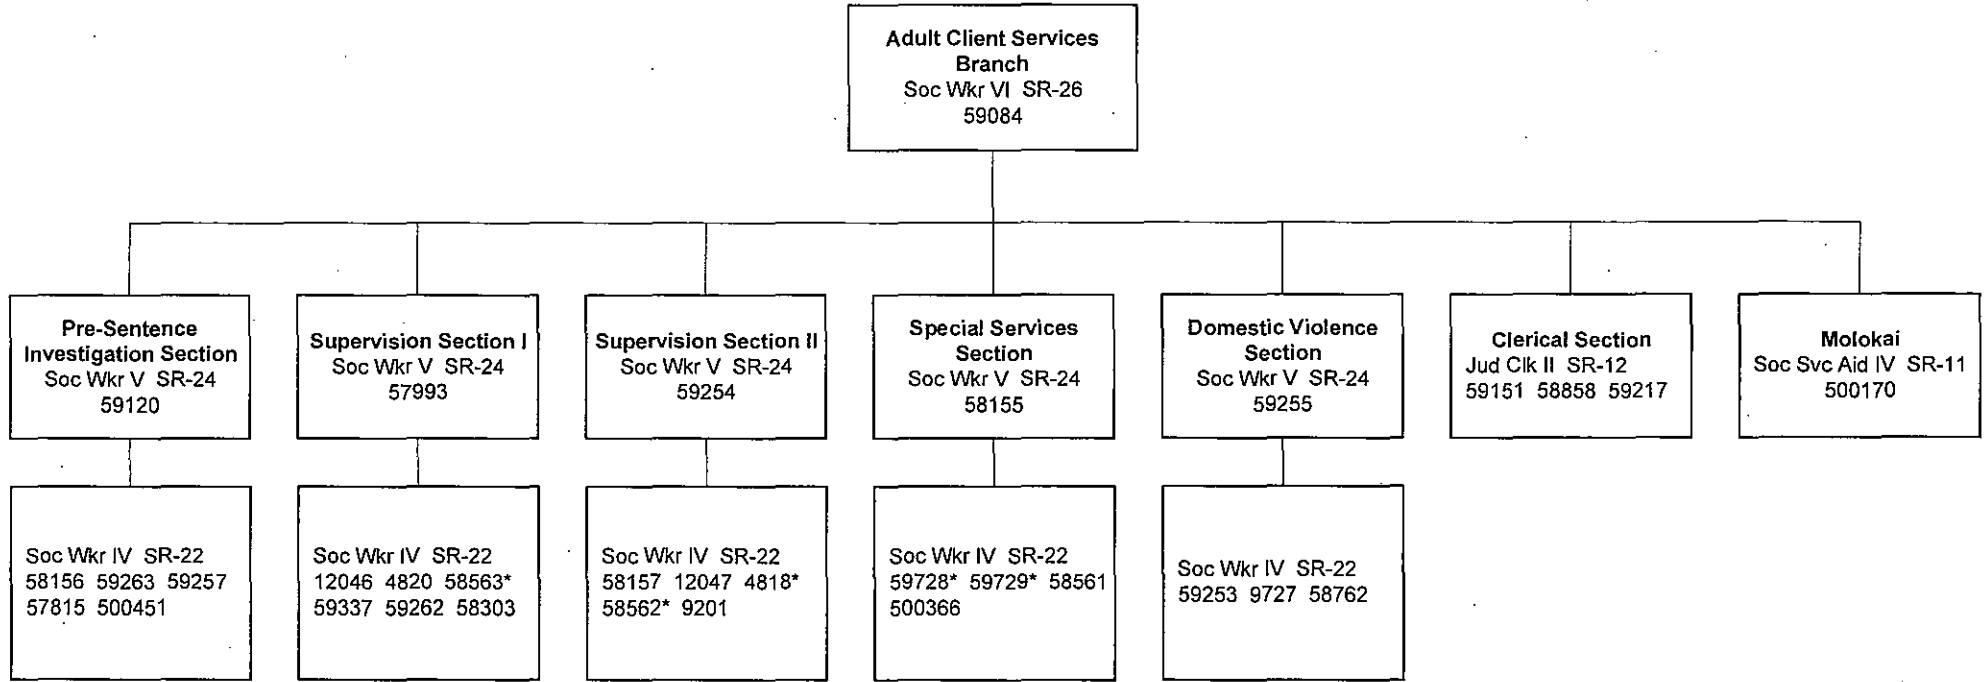 Adult Client Services
Branch
Soc Wkr VI SR-26
59084
Pre-Sentence
Investigation Section
Soc Wkr V SR-24
59120
Supervision Section I
Soc Wkr V SR-24
57993
Supervision Section II
Soc Wkr V SR-24
59254
Special Services
Section
Soc Wkr V SR-24
58155
Domestic Violence
Section
Soc Wkr V SR-24
59255
Clerical Section
Jud Clk II SR-12
59151 58858 59217
Molokai
Soc Svc Aid IV SR-11
500170
Soc Wkr IV SR-22
58156 59263 59257
57815 500451
Soc Wkr IV SR-22
12046 4820 58563*
59337 59262 58303
Soc Wkr IV SR-22
58157 12047 4818*
58562* 9201
Soc Wkr IV SR-22
59728* 59729* 58561
500366
Soc Wkr IV SR-22
59253 9727 58762